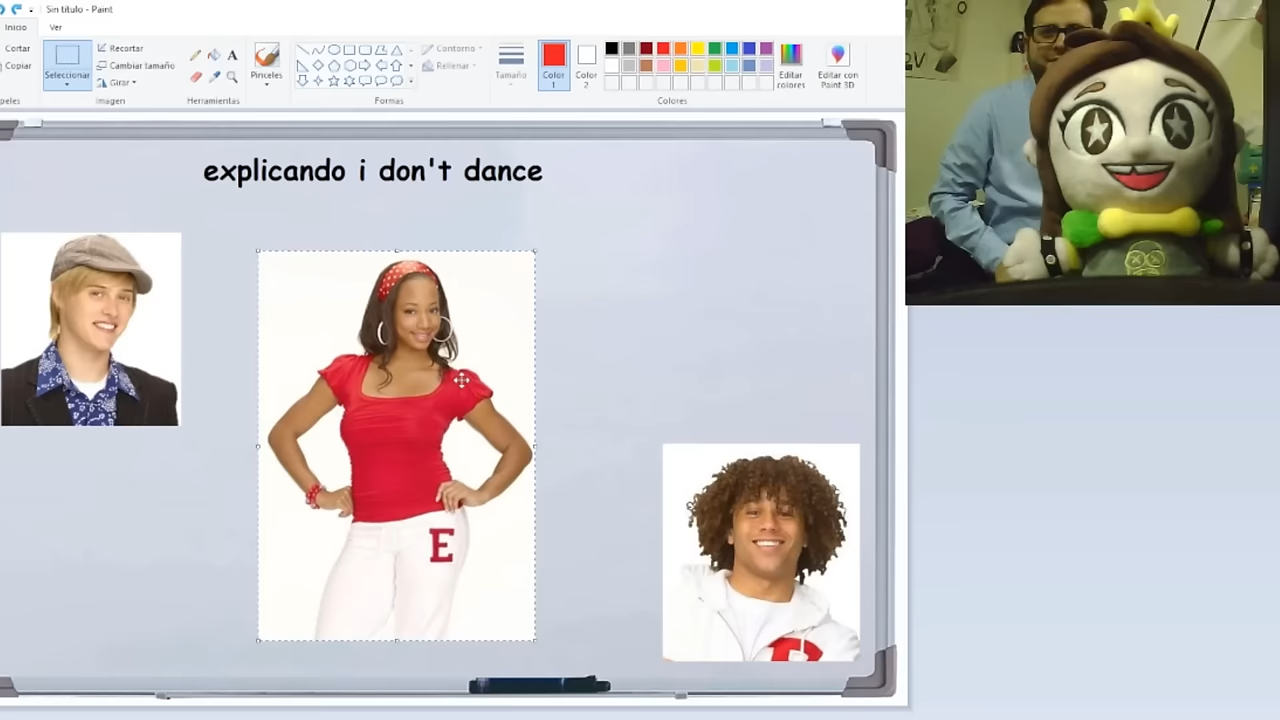 Sin título - Paint
Inicio
Ver
Cortar
Copiar
Seleccionar
Recortar
Cambiar tamaño
Girar
Imagen
Herramientas
A
Pinceles
Formas
Contorno
Rellenar
Tamaño
Color
1
Color
2
Editar
colores
Editar con
Paint 3D
Colores
peles
explicando i don't dance
E